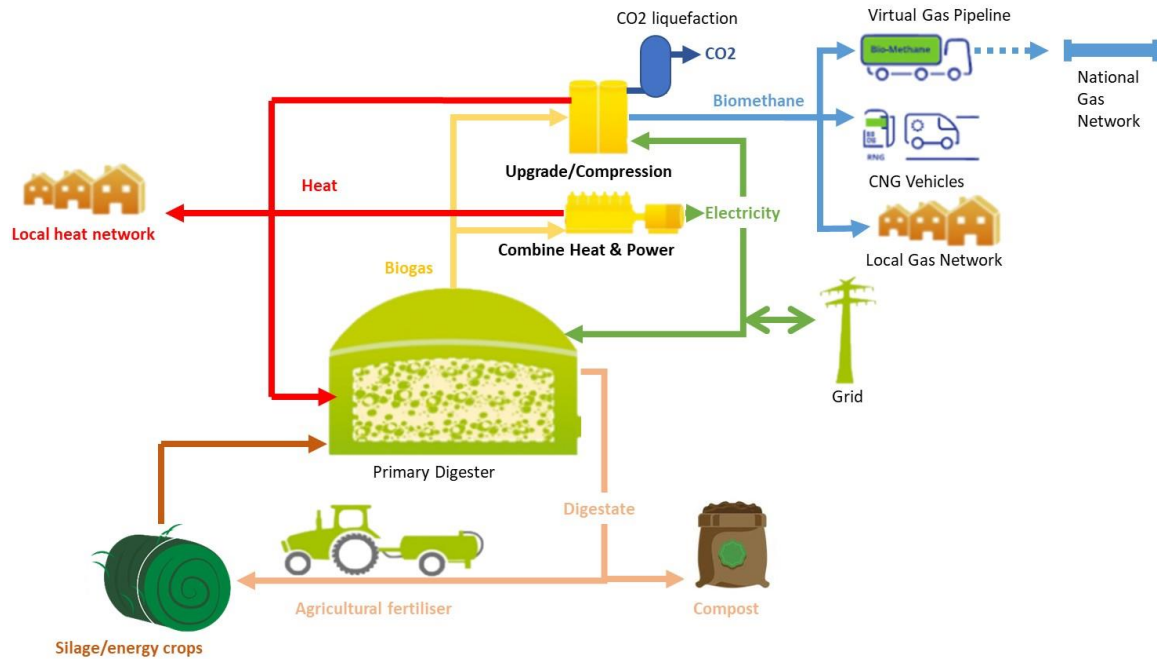 CO2 liquefaction
Virtual Gas Pipeline
CO2
Bio-Methane
National
Gas
Network
Biomethane
RNG
CNG Vehicles
Upgrade/Compression
Heat
Electricity
Local heat network
Combine Heat & Power
Local Gas Network
Biogas
Grid
Primary Digester
Digestate
Agricultural fertiliser
Compost
Silage/energy crops